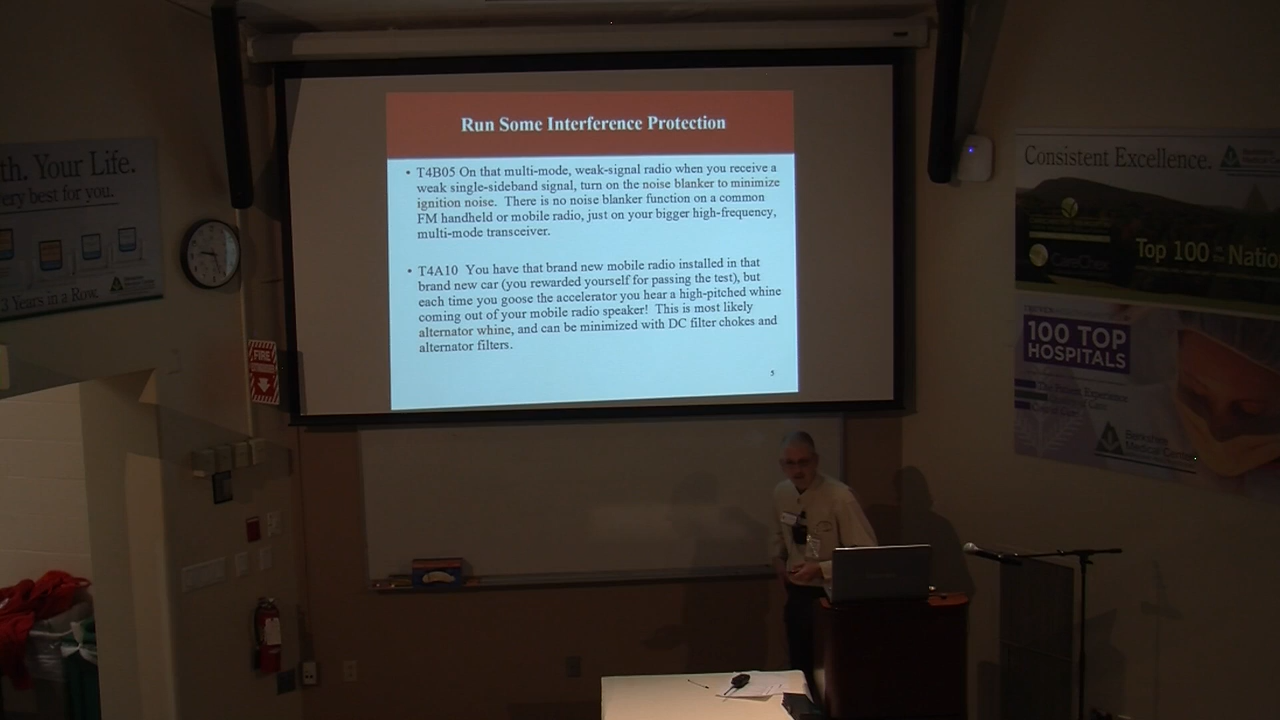 Run Some Interference Protection
• T4B05 On that multi-mode, weak-signal radio when you receive a
weak single-sideband signal, turn on the noise blanker to minimize
ignition noise. There is no noise blanker function on a common
FM handheld or mobile radio, just on your bigger high-frequency,
multi-mode transceiver.
• T4A10 You have that brand new mobile radio installed in that
brand new car (you rewarded yourself for passing the test), but
each time you goose the accelerator you hear a high-pitched whine
coming out of your mobile radio speaker! This is most likely
alternator whine, and can be minimized with DC filter chokes and
alternator filters.
5
th. Your Life.
ery best for you.
3 Years in a Row.
FIRE
Consistent Excellence.
Top 100
Natio
CareChex
100 TOP
HOSPITALS
Berkshire
Medical Center